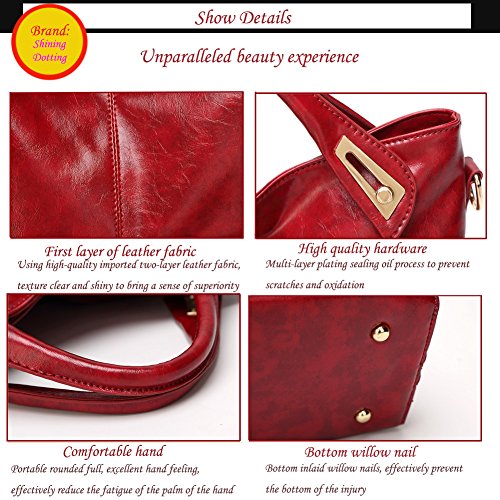 Show Details
Brand:
Shining
Dotting
Unparalleled beauty experience
First layer of leather fabric
Using high-quality imported two-layer leather fabric,
texture clear and shiny to bring a sense of superiority
High quality hardware
Multi-layer plating sealing oil process to prevent
scratches and oxidation
Comfortable hand
Portable rounded full, excellent hand feeling,
effectively reduce the fatigue of the palm of the hand
Bottom willow nail
Bottom inlaid willow nails, effectively prevent
the bottom of the injury